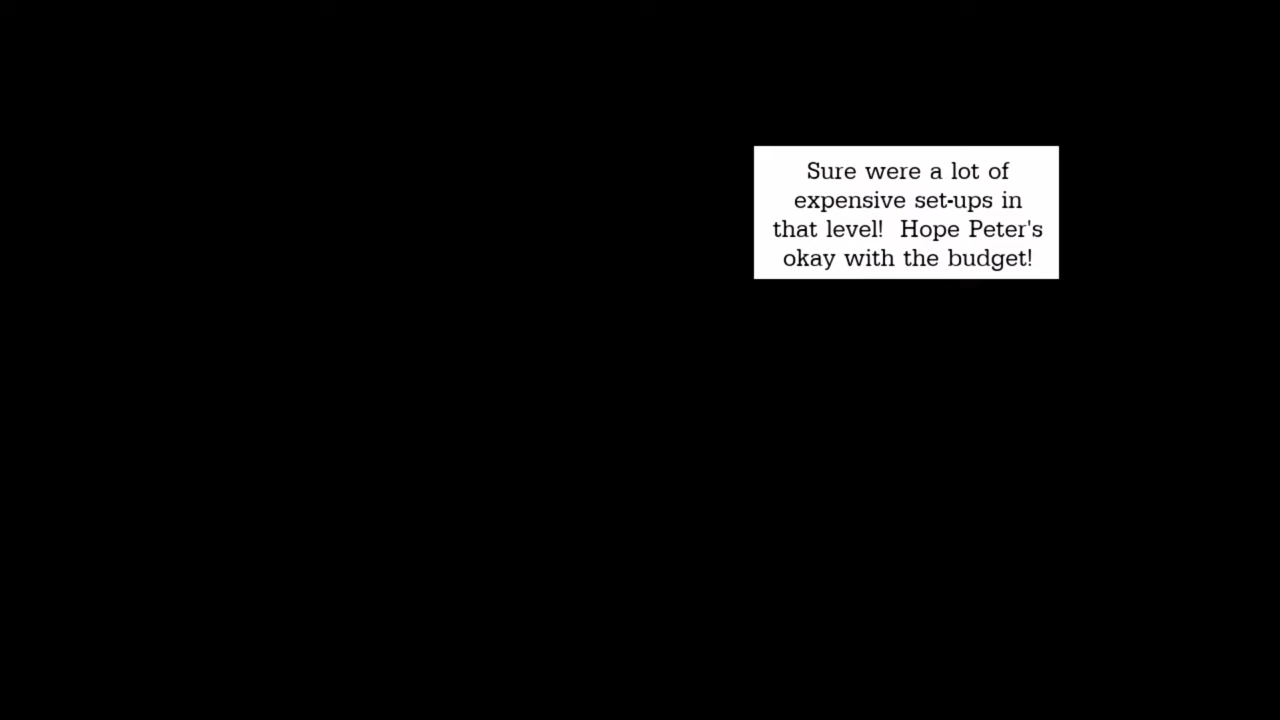 Sure were a lot of
expensive set-ups in
that level!  Hope Peter's
okay with the budget!